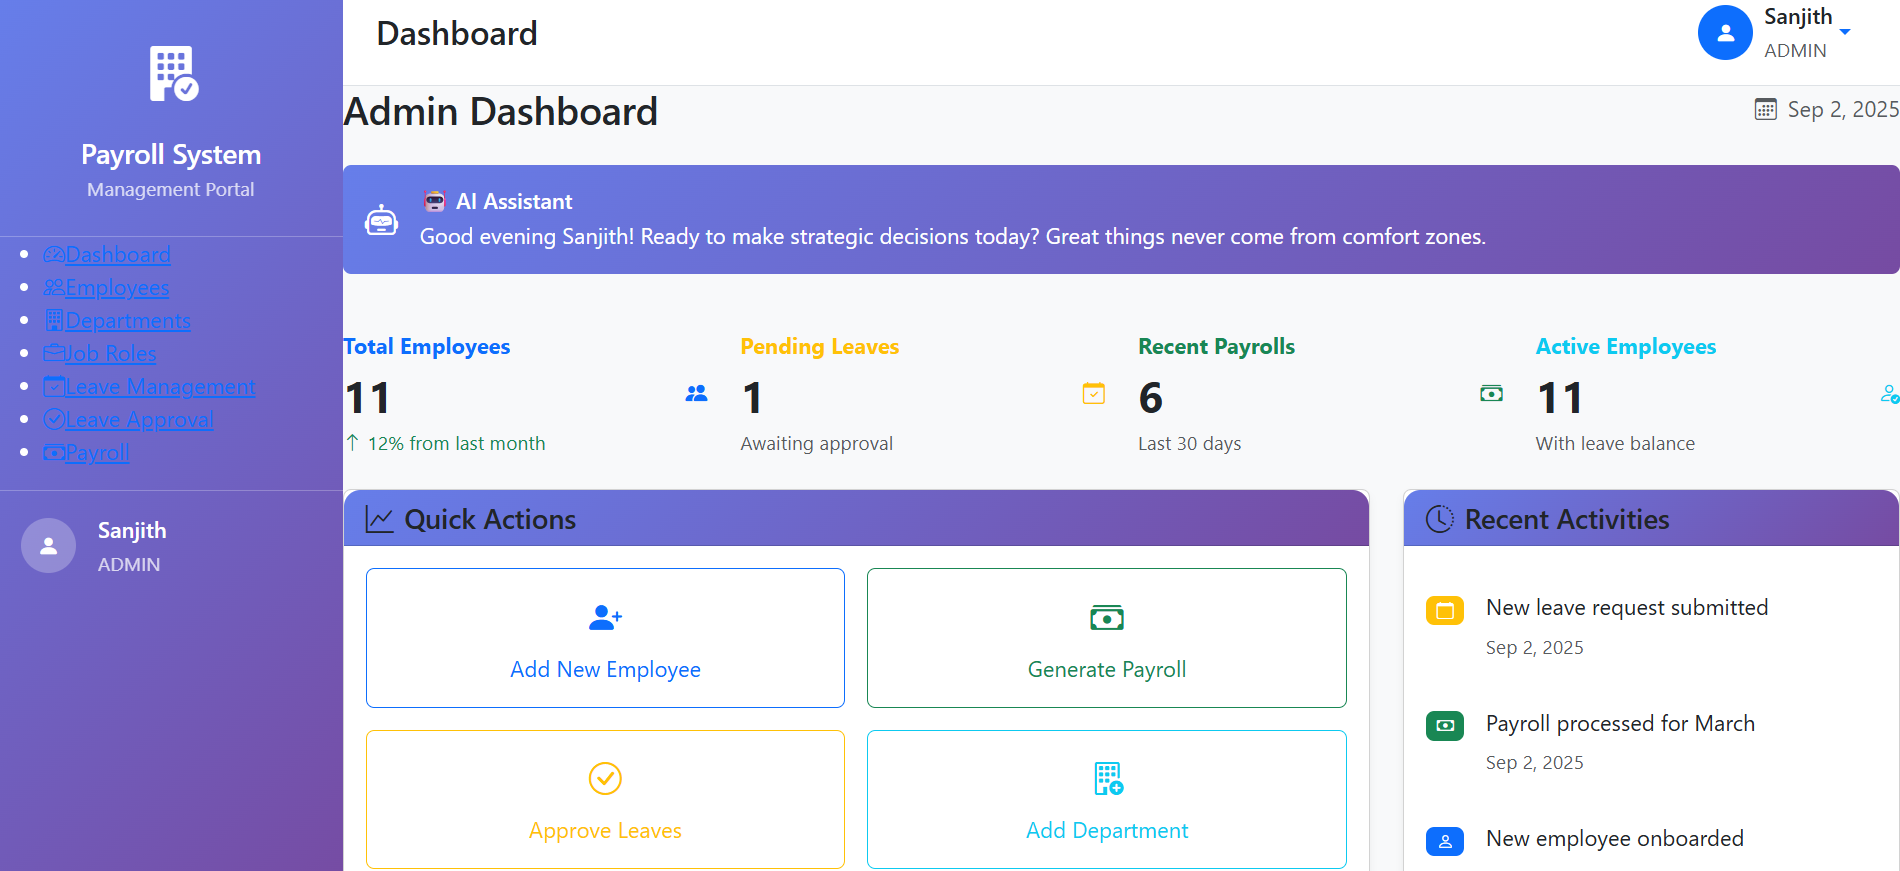 Payroll System
Management Portal
Dashboard
Employees
Departments
Job Roles
Leave Management
Leave Approval
Payroll
Sanjith
ADMIN
Dashboard
Sanjith
ADMIN
Admin Dashboard
Sep 2, 2025
AI Assistant
Good evening Sanjith! Ready to make strategic decisions today? Great things never come from comfort zones.
Total Employees
11
↑ 12% from last month
Pending Leaves
1
Awaiting approval
Recent Payrolls
6
Last 30 days
Active Employees
11
With leave balance
Quick Actions
Add New Employee
Generate Payroll
Approve Leaves
Add Department
Recent Activities
New leave request submitted
Sep 2, 2025
Payroll processed for March
Sep 2, 2025
New employee onboarded